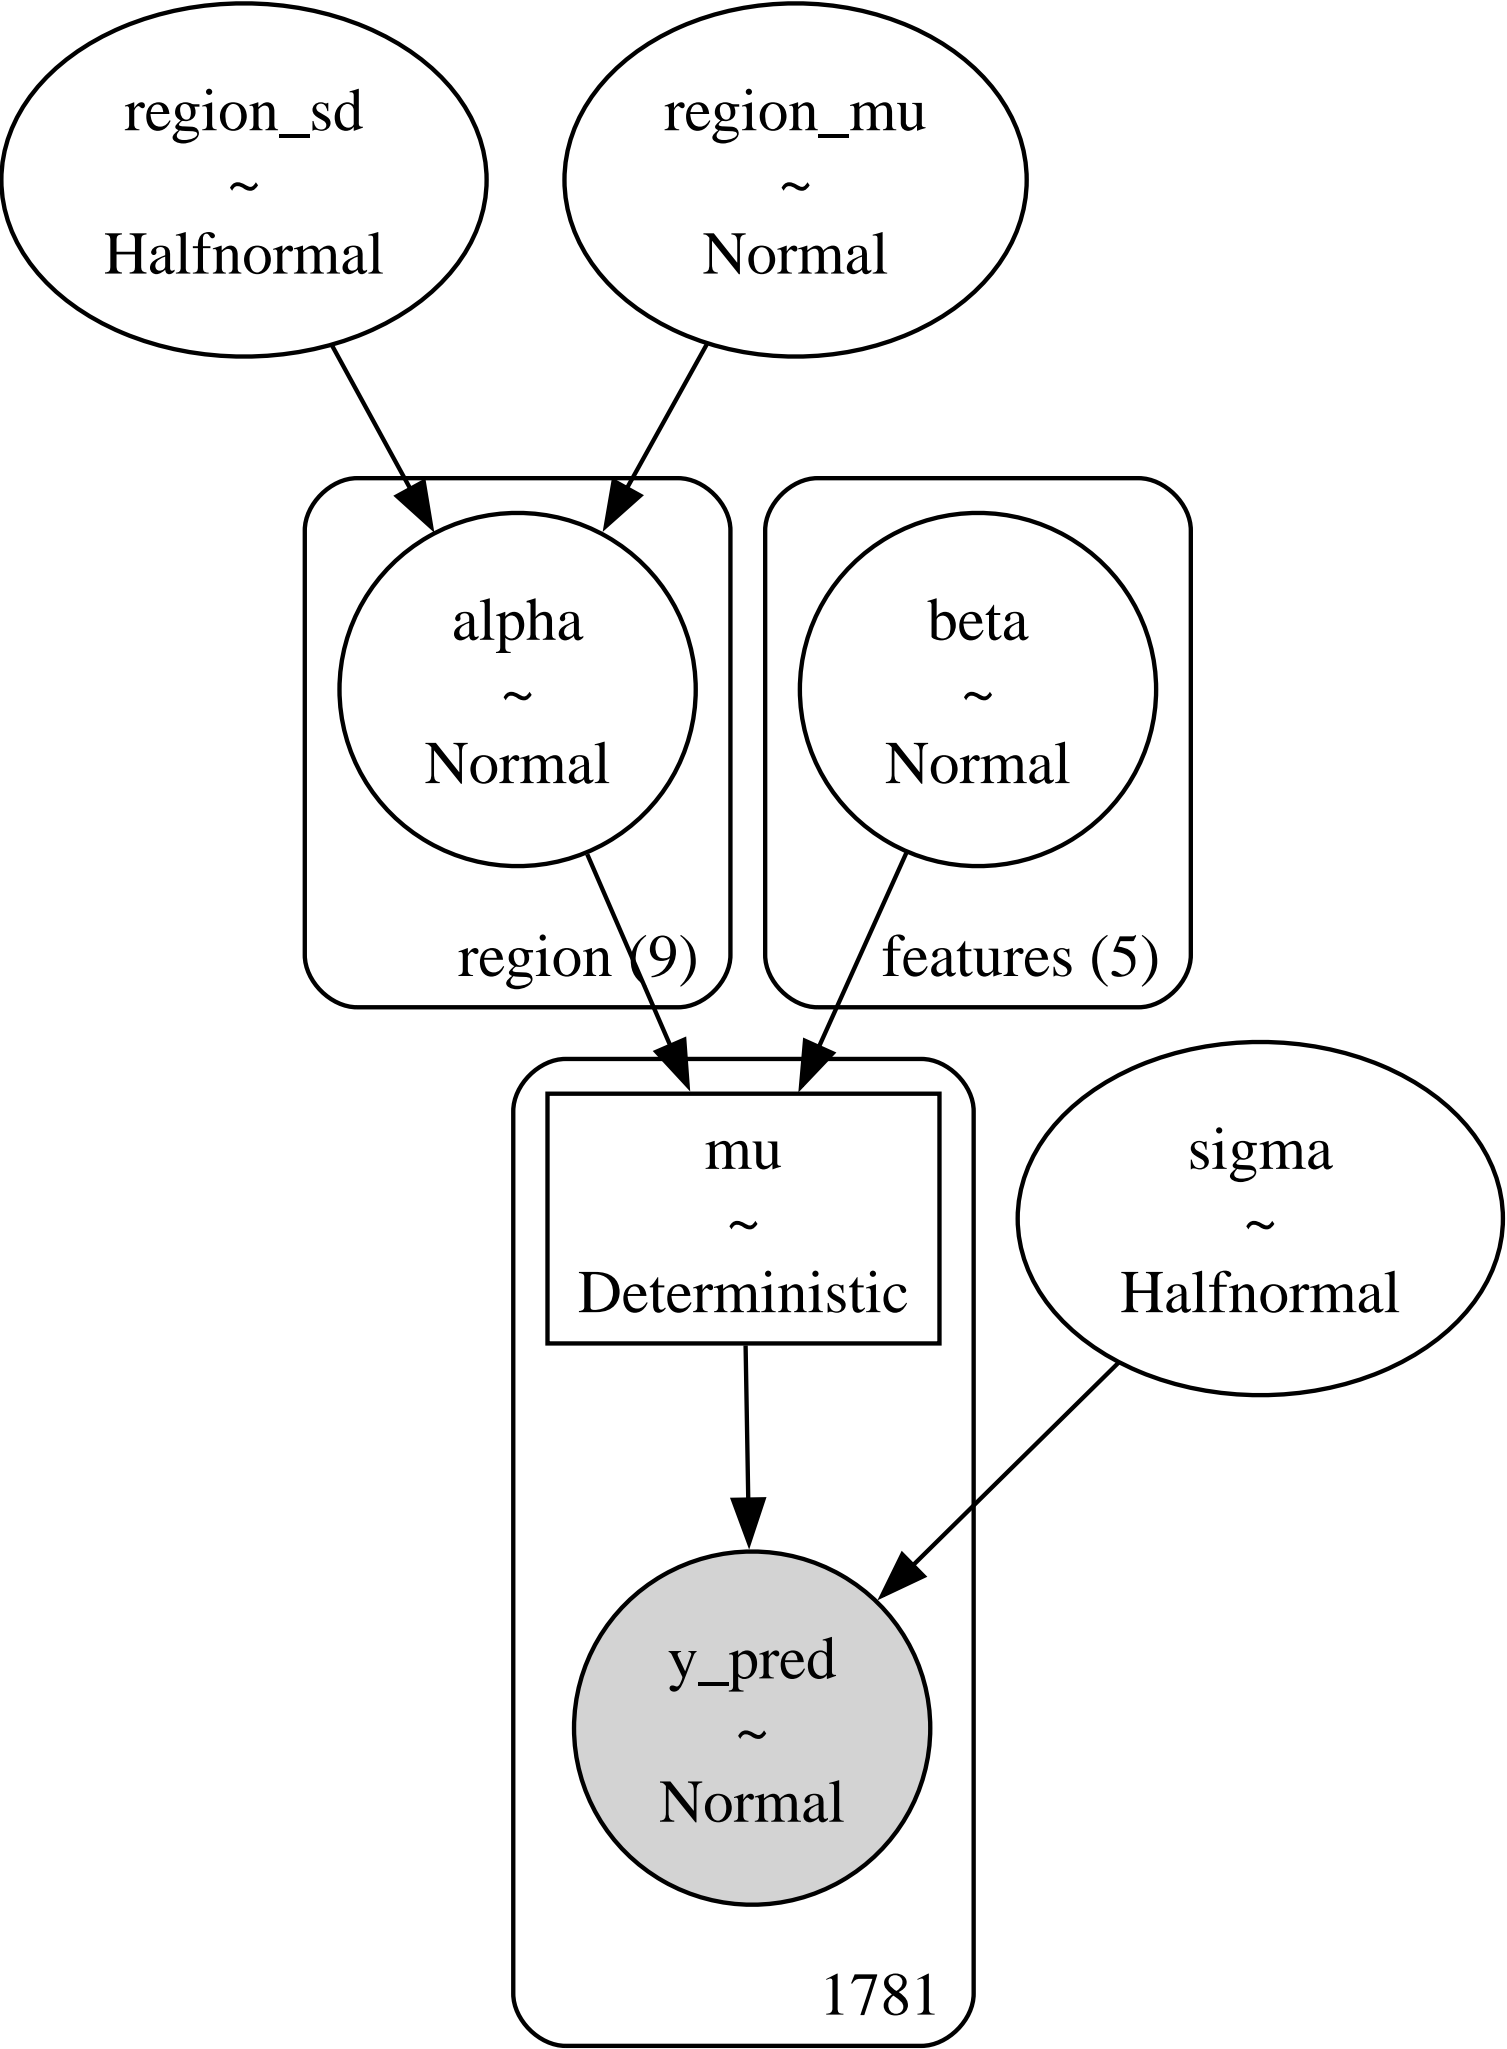 region_sd
~
Halfnormal
region_mu
~
Normal
alpha
~
Normal
region (9)
beta
~
Normal
features (5)
mu
~
Deterministic
sigma
~
Halfnormal
y_pred
~
Normal
1781